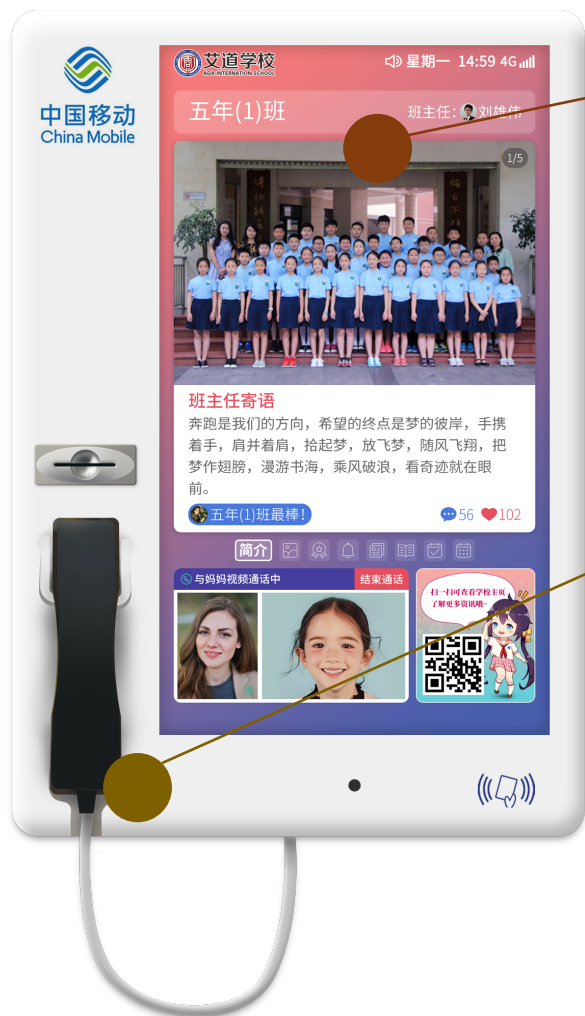 中国移动
China Mobile
艾道学校
ADA INTERNATION SCHOOL
星期一 14:59 4G
五年(1)班
班主任:刘雄伟
1/5
班主任寄语
奔跑是我们的方向，希望的终点是梦的彼岸，手携
着手，肩并着肩，拾起梦，放飞梦，随风飞翔，把
梦作翅膀，漫游书海，乘风破浪，看奇迹就在眼
前。
五年(1)班最棒!
56
102
简介
与妈妈视频通话中
结束通话
扫一扫可查看学校主页
了解更多资讯哦~